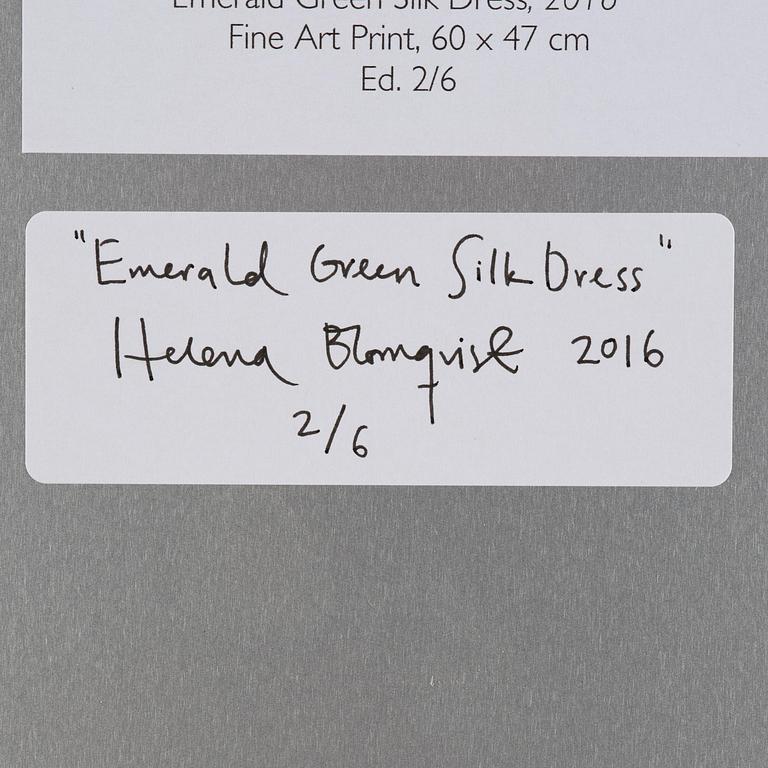 Emerald Green Silk Dress, 2016
Fine Art Print, 60 x 47 cm
Ed. 2/6
"Emerald Green Silk Dress"
Helena Blomqvist 2016
2/6